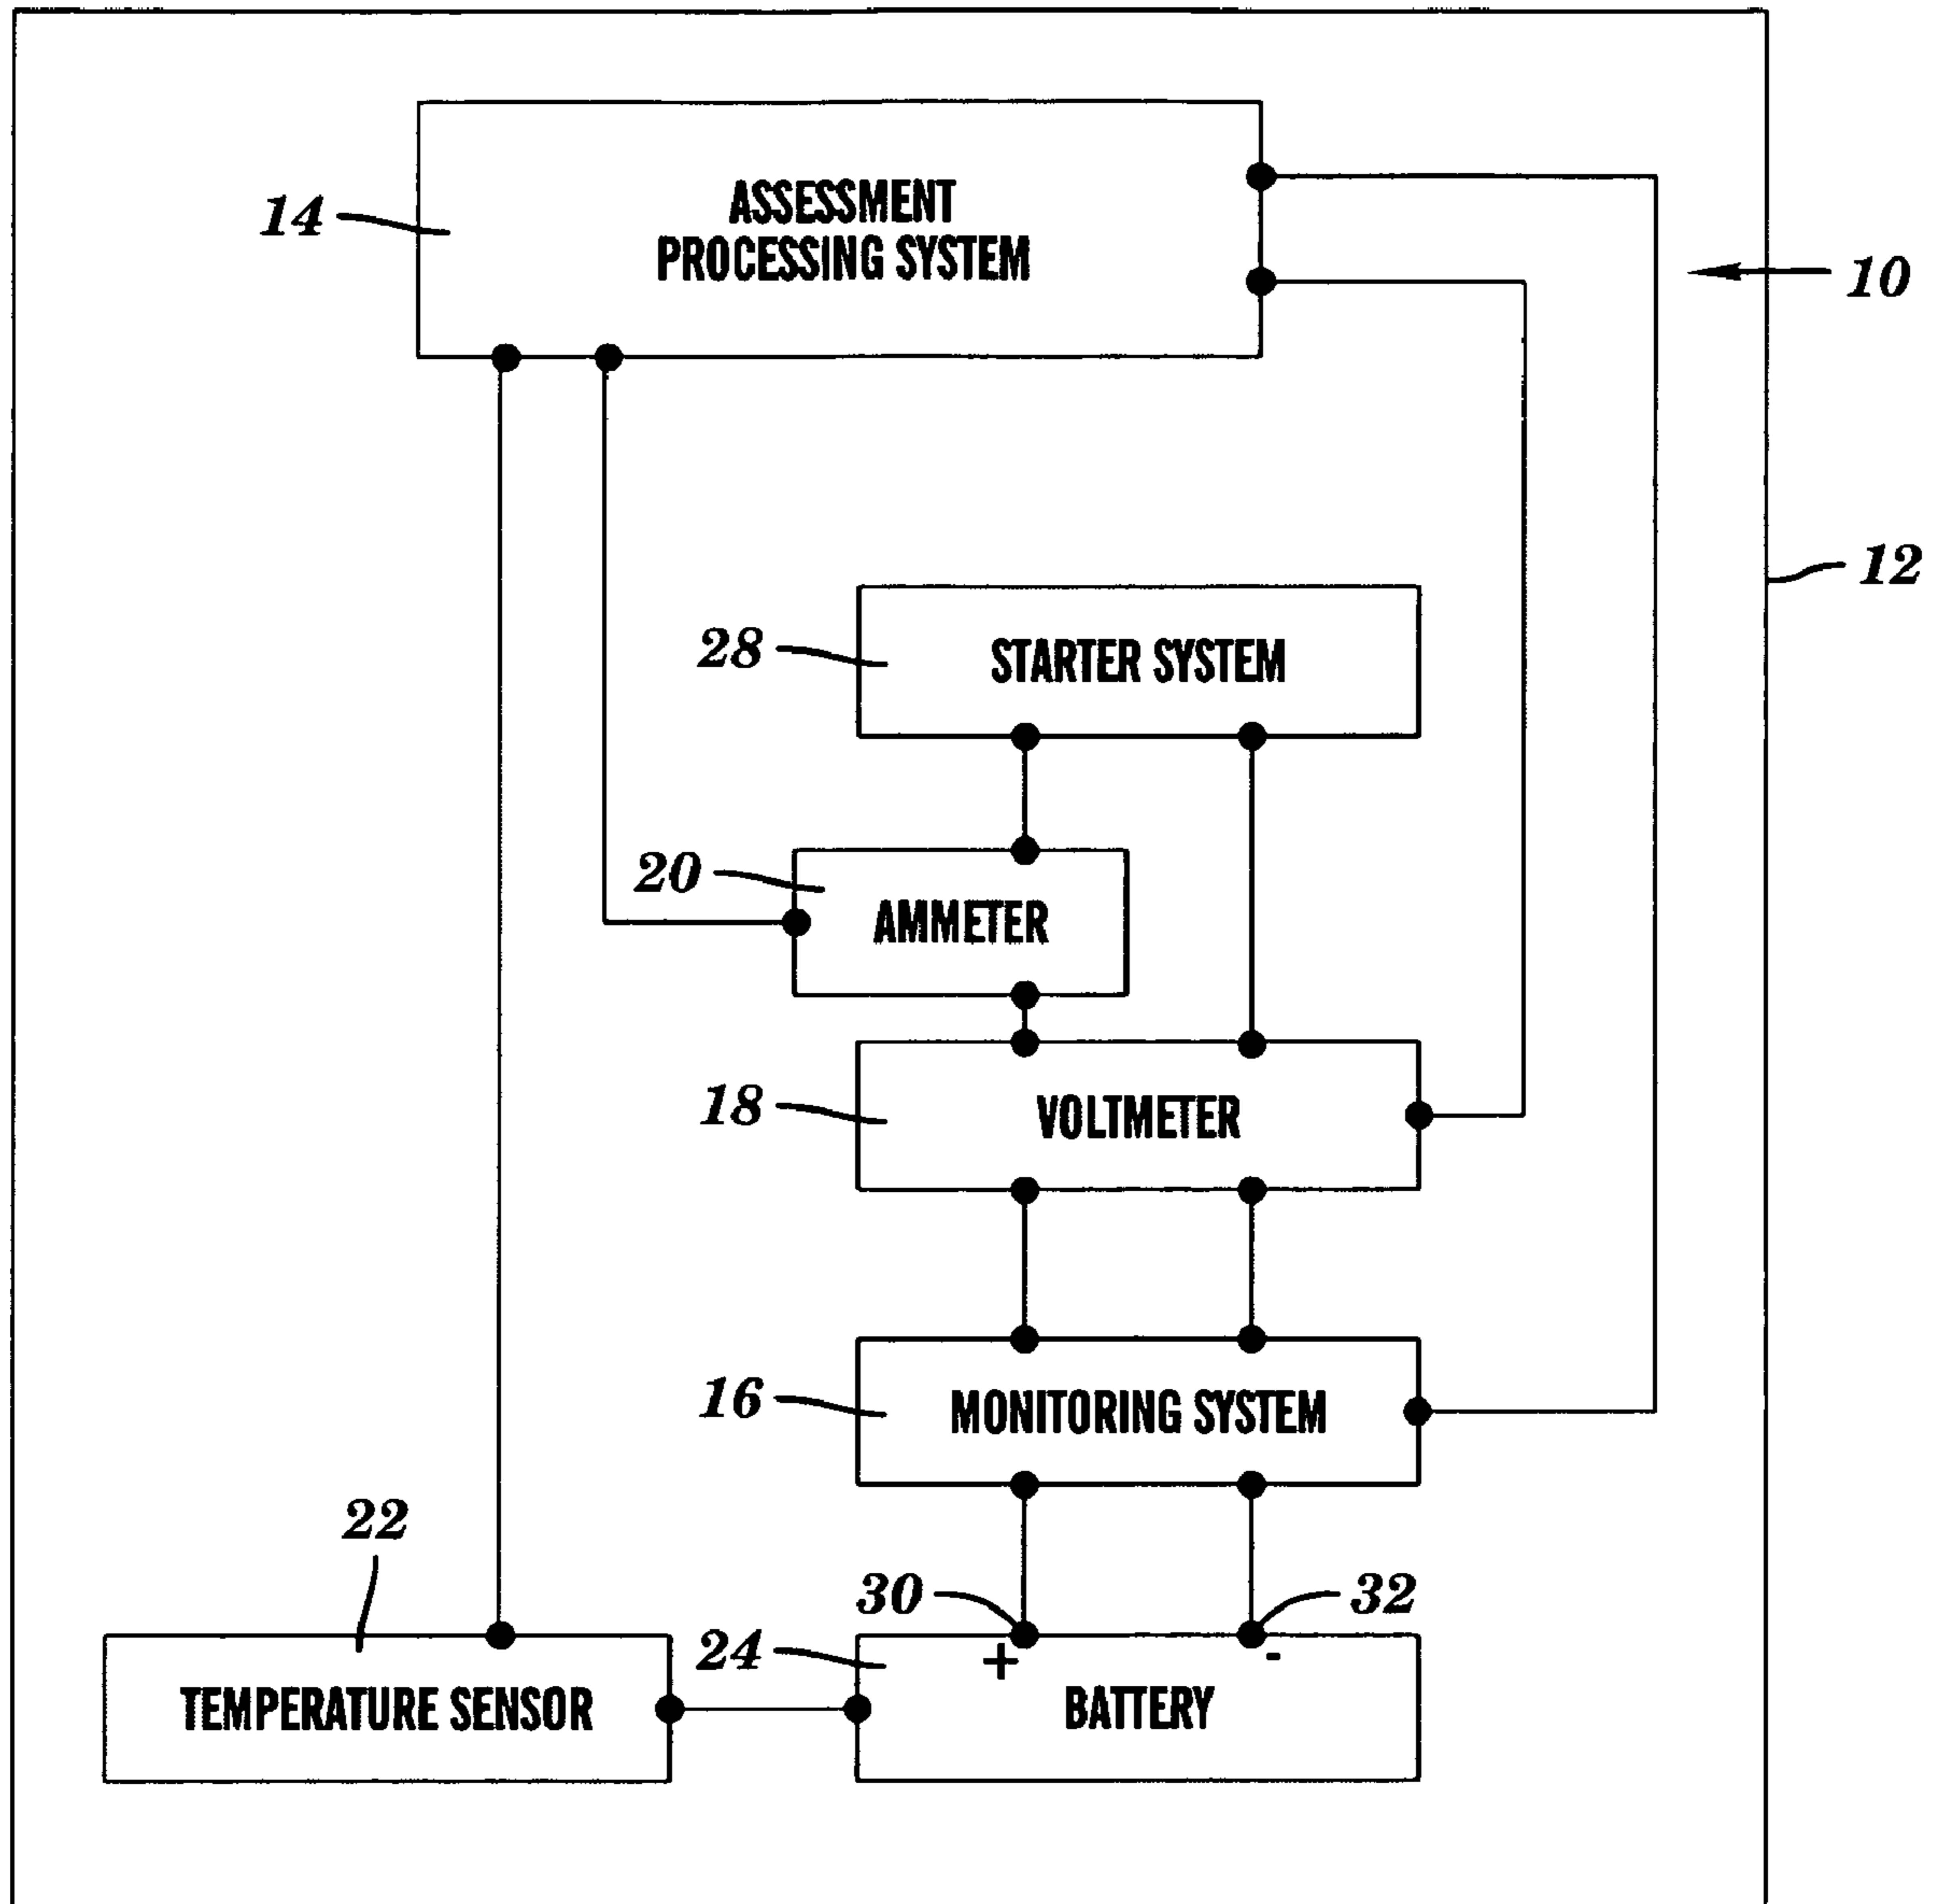 ASSESSMENT
PROCESSING SYSTEM
14
10
12
28
STARTER SYSTEM
20
AMMETER
18
VOLTMETER
16
MONITORING SYSTEM
22
30
32
24
+
-
TEMPERATURE SENSOR
BATTERY